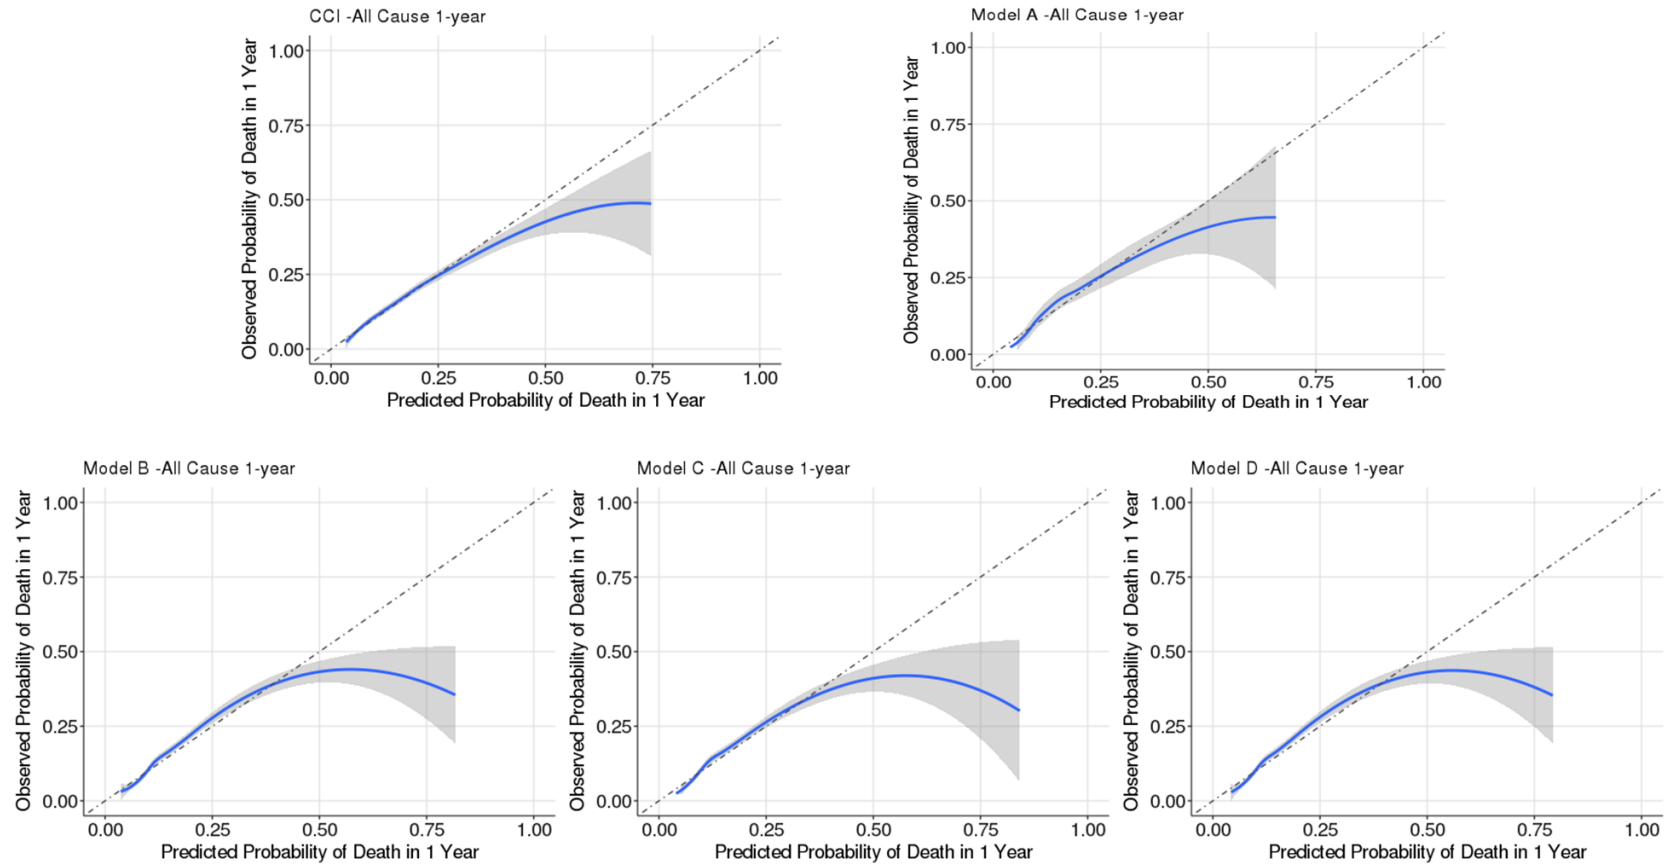 CCI -All Cause 1-year
Observed Probability of Death in 1 Year
1.00
0.75
0.50
0.25
0.00
0.00 0.25 0.50 0.75 1.00
Predicted Probability of Death in 1 Year
Model A -All Cause 1-year
Observed Probability of Death in 1 Year
1.00
0.75
0.50
0.25
0.00
0.00 0.25 0.50 0.75 1.00
Predicted Probability of Death in 1 Year
Model B -All Cause 1-year
Observed Probability of Death in 1 Year
1.00
0.75
0.50
0.25
0.00
0.00 0.25 0.50 0.75 1.00
Predicted Probability of Death in 1 Year
Model C -All Cause 1-year
Observed Probability of Death in 1 Year
1.00
0.75
0.50
0.25
0.00
0.00 0.25 0.50 0.75 1.00
Predicted Probability of Death in 1 Year
Model D -All Cause 1-year
Observed Probability of Death in 1 Year
1.00
0.75
0.50
0.25
0.00
0.00 0.25 0.50 0.75 1.00
Predicted Probability of Death in 1 Year